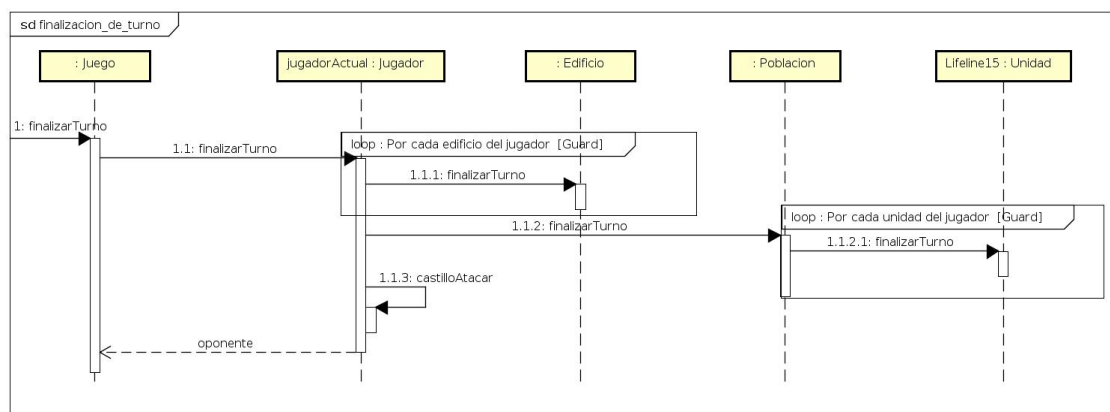 sd finalizacion_de_turno
: Juego
jugadorActual : Jugador
: Edificio
: Poblacion
Lifeline15 : Unidad
1: finalizarTurno
1.1: finalizarTurno
loop : Por cada edificio del jugador [Guard]
1.1.1: finalizarTurno
loop : Por cada unidad del jugador [Guard]
1.1.2: finalizarTurno
1.1.2.1: finalizarTurno
1.1.3: castilloAtacar
oponente